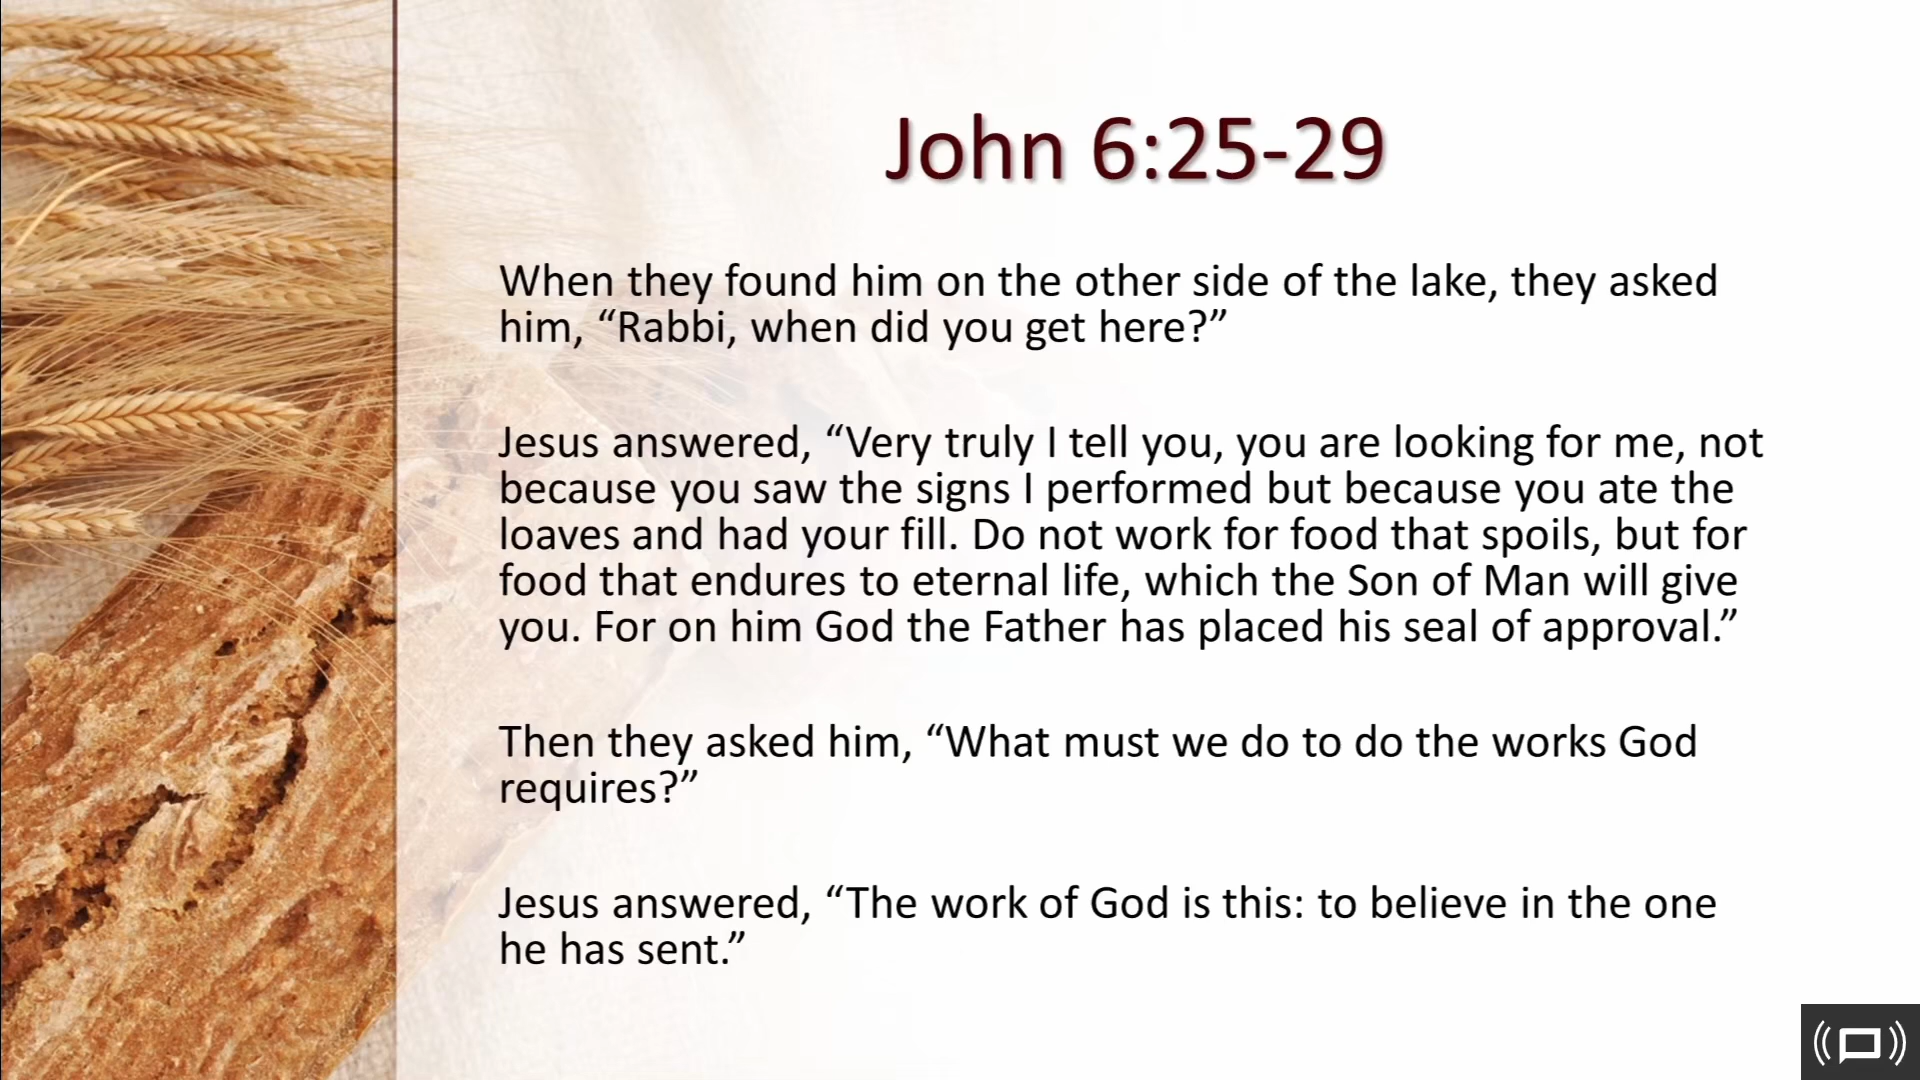 John 6:25-29
When they found him on the other side of the lake, they asked
him, “Rabbi, when did you get here?”
Jesus answered, “Very truly I tell you, you are looking for me, not
because you saw the signs I performed but because you ate the
loaves and had your fill. Do not work for food that spoils, but for
food that endures to eternal life, which the Son of Man will give
you. For on him God the Father has placed his seal of approval.”
Then they asked him, “What must we do to do the works God
requires?”
Jesus answered, “The work of God is this: to believe in the one
he has sent.”